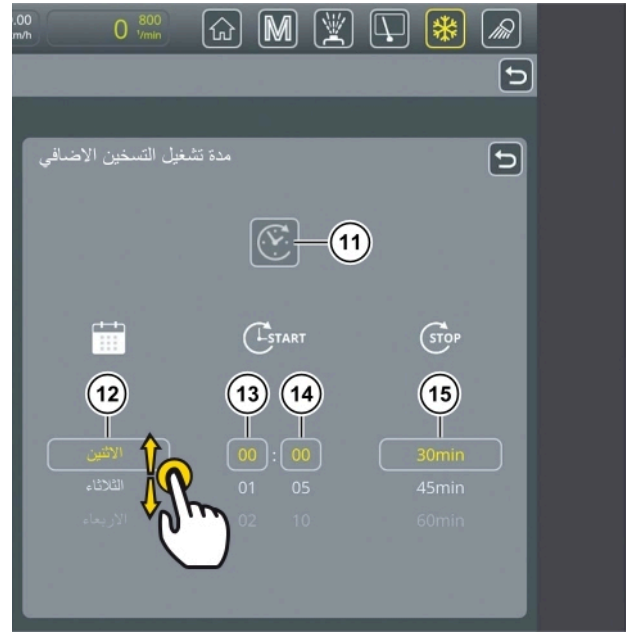 .00 0 800
m/h 1/min
مدة تشغيل التسخين الاضافي
11
START STOP
12 13 14 15
الاثنين 00 : 00 30min
الثلاثاء 01 05 45min
الاربعاء 02 10 60min